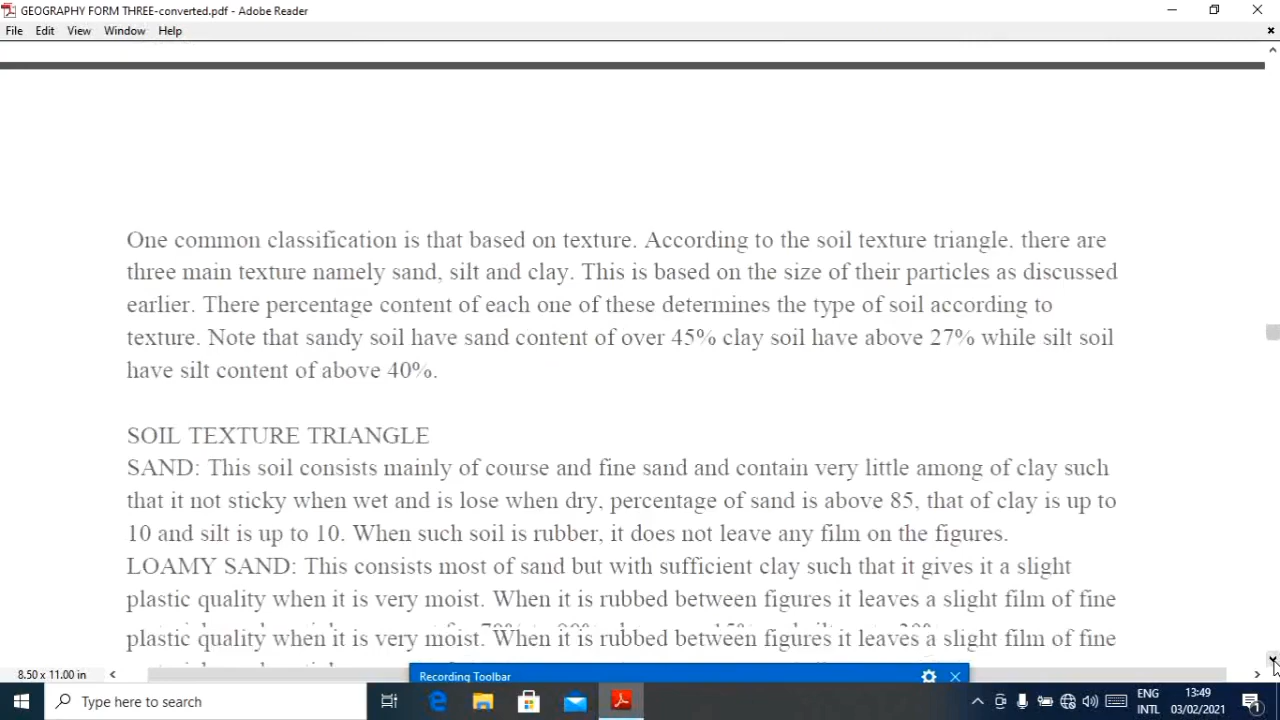 GEOGRAPHY FORM THREE-converted.pdf - Adobe Reader
File Edit View Window Help
One common classification is that based on texture. According to the soil texture triangle. there are
three main texture namely sand, silt and clay. This is based on the size of their particles as discussed
earlier. There percentage content of each one of these determines the type of soil according to
texture. Note that sandy soil have sand content of over 45% clay soil have above 27% while silt soil
have silt content of above 40%.
SOIL TEXTURE TRIANGLE
SAND: This soil consists mainly of course and fine sand and contain very little among of clay such
that it not sticky when wet and is lose when dry, percentage of sand is above 85, that of clay is up to
10 and silt is up to 10. When such soil is rubber, it does not leave any film on the figures.
LOAMY SAND: This consists most of sand but with sufficient clay such that it gives it a slight
plastic quality when it is very moist. When it is rubbed between figures it leaves a slight film of fine
plastic quality when it is very moist. When it is rubbed between figures it leaves a slight film of fine
8.50 x 11.00 in
Recording Toolbar
Type here to search
ENG
INTL
13:49
03/02/2021
1